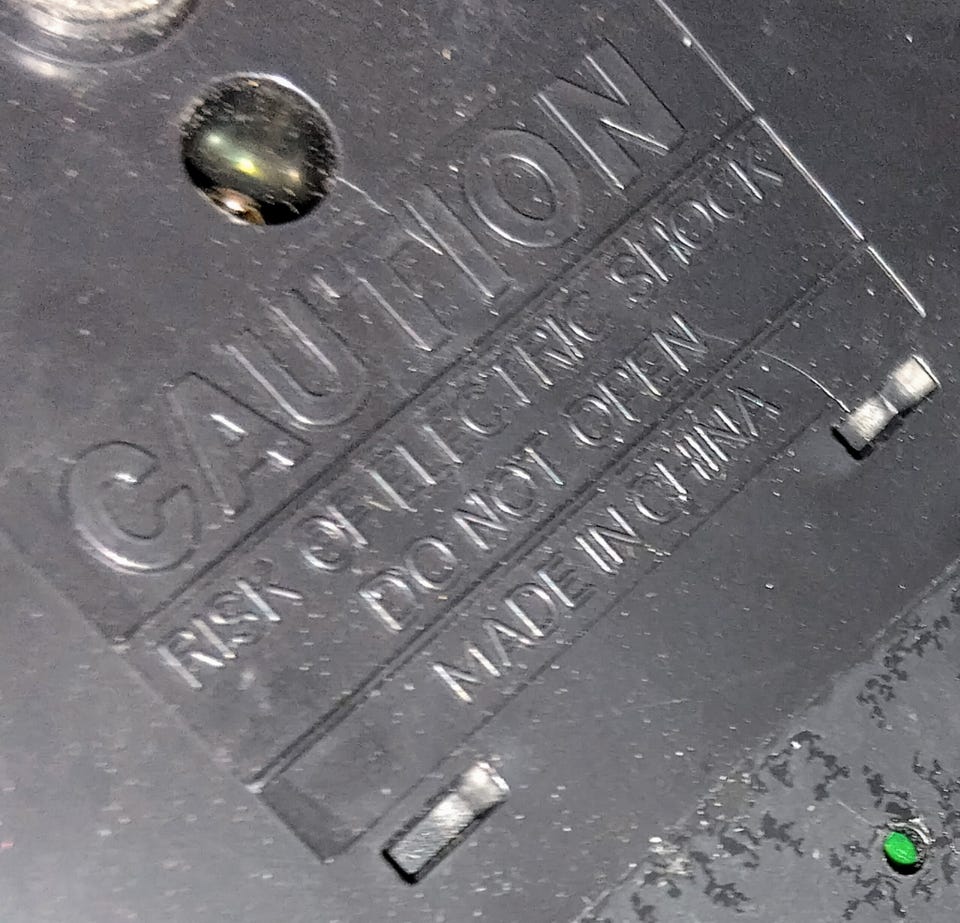 CAUTION
RISK OF ELECTRIC SHOCK
DO NOT OPEN
MADE IN CHINA